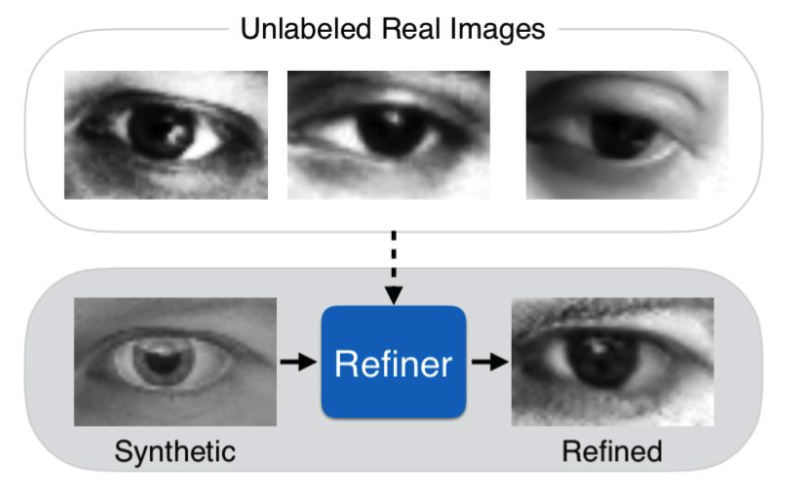 Unlabeled Real Images
Refiner
Synthetic
Refined